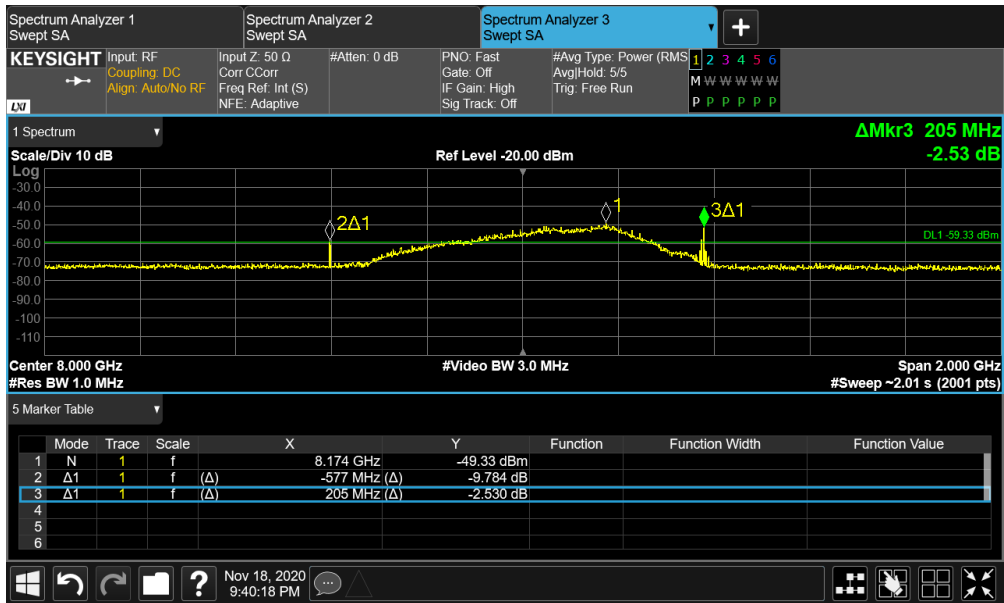 Spectrum Analyzer 1
Swept SA
Spectrum Analyzer 2
Swept SA
Spectrum Analyzer 3
Swept SA
KEYSIGHT
LXI
Input: RF
Coupling: DC
Align: Auto/No RF
Input Z: 50 Ω
Corr CCorr
Freq Ref: Int (S)
NFE: Adaptive
#Atten: 0 dB
PNO: Fast
Gate: Off
IF Gain: High
Sig Track: Off
#Avg Type: Power (RMS
Avg|Hold: 5/5
Trig: Free Run
1 2 3 4 5 6
M W W W W W
P P P P P P
1 Spectrum
Scale/Div 10 dB
Ref Level -20.00 dBm
ΔMkr3 205 MHz
-2.53 dB
Log
-30.0
-40.0
-50.0
-60.0
-70.0
-80.0
-90.0
-100
-110
2Δ1
1
3Δ1
DL1 -59.33 dBm
Center 8.000 GHz
#Video BW 3.0 MHz
Span 2.000 GHz
#Res BW 1.0 MHz
#Sweep ~2.01 s (2001 pts)
5 Marker Table
Mode Trace Scale X Y Function Function Width Function Value
1 N 1 f 8.174 GHz -49.33 dBm
2 Δ1 1 f (Δ) -577 MHz (Δ) -9.784 dB
3 Δ1 1 f (Δ) 205 MHz (Δ) -2.530 dB
4
5
6
?
Nov 18, 2020
9:40:18 PM